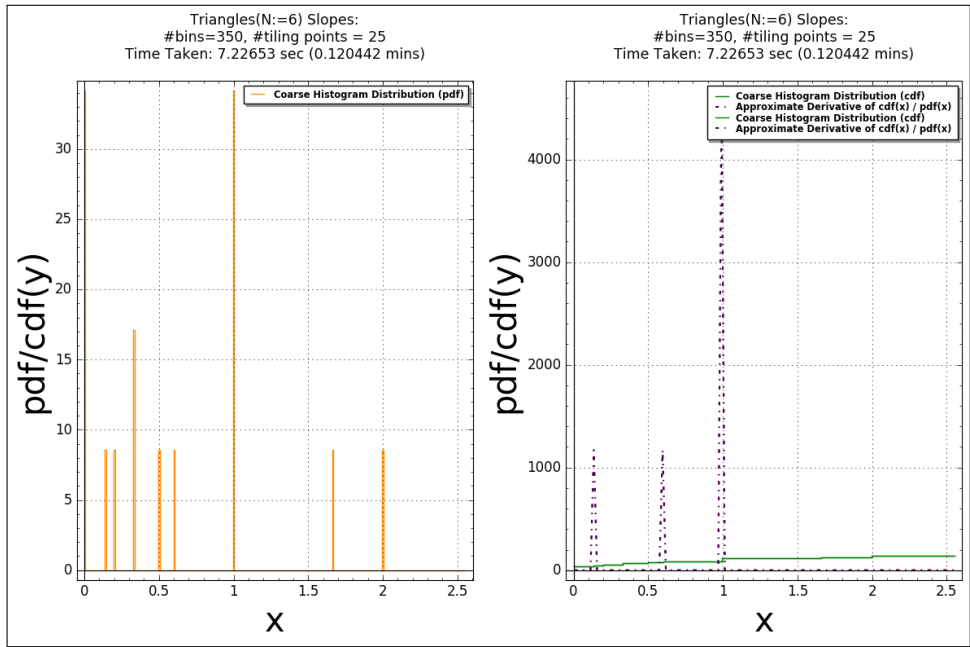 Triangles(N:=6) Slopes:
#bins=350, #tiling points = 25
Time Taken: 7.22653 sec (0.120442 mins)
Coarse Histogram Distribution (pdf)
pdf/cdf(y)
30
25
20
15
10
5
0
0
0.5
1
1.5
2
2.5
x
Triangles(N:=6) Slopes:
#bins=350, #tiling points = 25
Time Taken: 7.22653 sec (0.120442 mins)
Coarse Histogram Distribution (cdf)
Approximate Derivative of cdf(x) / pdf(x)
Coarse Histogram Distribution (cdf)
Approximate Derivative of cdf(x) / pdf(x)
pdf/cdf(y)
4000
3000
2000
1000
0
0
0.5
1
1.5
2
2.5
x